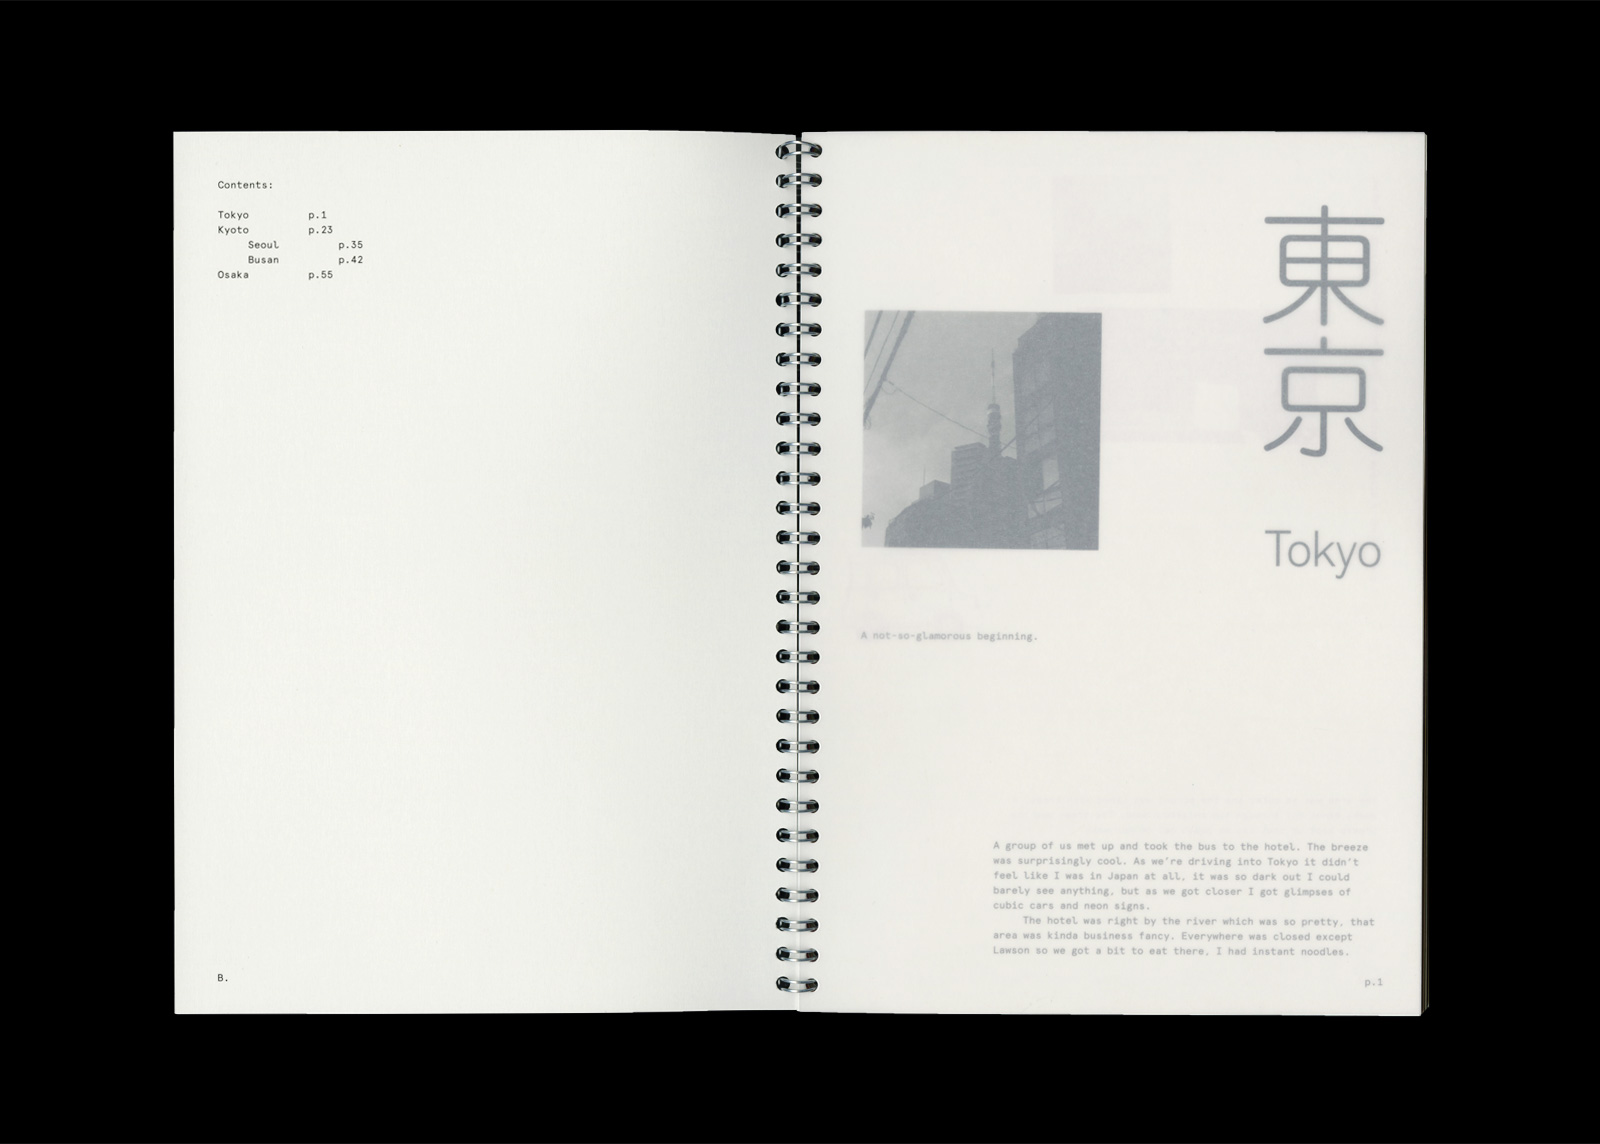 Contents:
Tokyo p.1
Kyoto p.23
Seoul p.35
Busan p.42
Osaka p.55
B.
東京
Tokyo
A not-so-glamorous beginning.
A group of us met up and took the bus to the hotel. The breeze
was surprisingly cool. As we're driving into Tokyo it didn't
feel like I was in Japan at all, it was so dark out I could
barely see anything, but as we got closer I got glimpses of
cubic cars and neon signs.
The hotel was right by the river which was so pretty, that
area was kinda business fancy. Everywhere was closed except
Lawson so we got a bit to eat there, I had instant noodles.
p.1